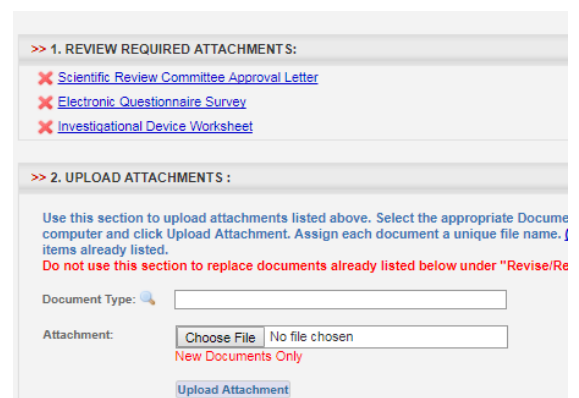 >> 1. REVIEW REQUIRED ATTACHMENTS:
Scientific Review Committee Approval Letter
Electronic Questionnaire Survey
Investigational Device Worksheet
>> 2. UPLOAD ATTACHMENTS :
Use this section to upload attachments listed above. Select the appropriate Docume
computer and click Upload Attachment. Assign each document a unique file name. (
items already listed.
Do not use this section to replace documents already listed below under "Revise/Re
Document Type:
Attachment:
Choose File No file chosen
New Documents Only
Upload Attachment